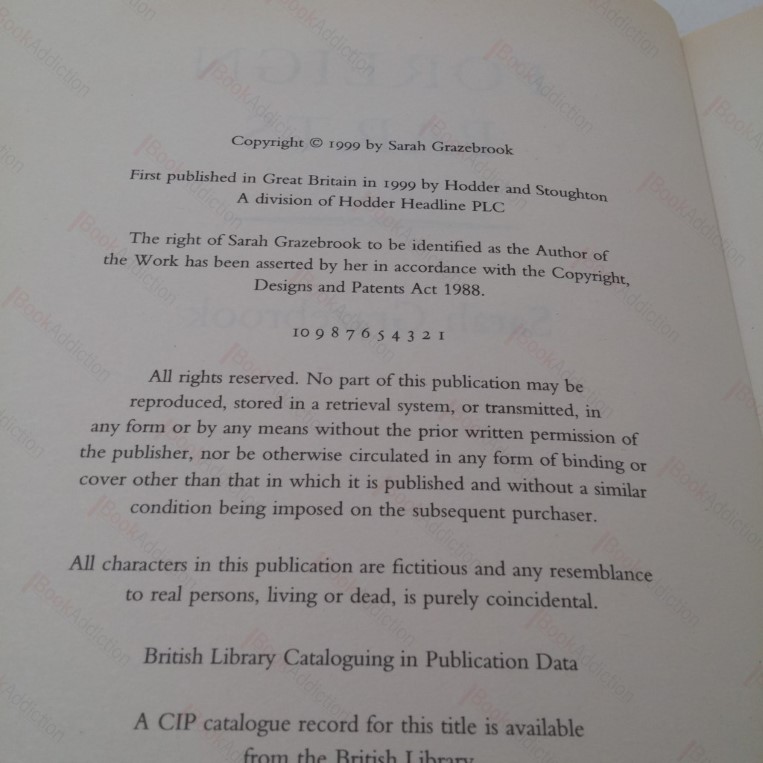 Copyright © 1999 by Sarah Grazebrook
First published in Great Britain in 1999 by Hodder and Stoughton
A division of Hodder Headline PLC
The right of Sarah Grazebrook to be identified as the Author of
the Work has been asserted by her in accordance with the Copyright,
Designs and Patents Act 1988.
10 9 8 7 6 5 4 3 2 1
All rights reserved. No part of this publication may be
reproduced, stored in a retrieval system, or transmitted, in
any form or by any means without the prior written permission of
the publisher, nor be otherwise circulated in any form of binding or
cover other than that in which it is published and without a similar
condition being imposed on the subsequent purchaser.
All characters in this publication are fictitious and any resemblance
to real persons, living or dead, is purely coincidental.
British Library Cataloguing in Publication Data
A CIP catalogue record for this title is available
from the British Library